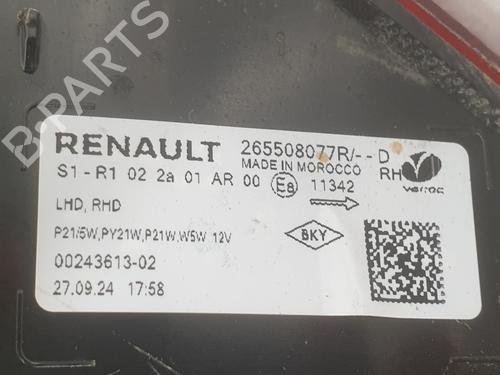 B-PARTS
RENAULT 265508077R/--D
MADE IN MOROCCO RH
S1-R1 02 2a 01 AR 00 E8 11342 varroc
LHD, RHD
P21/5W,PY21W,P21W,W5W 12V BKY
00243613-02
27.09.24 17:58